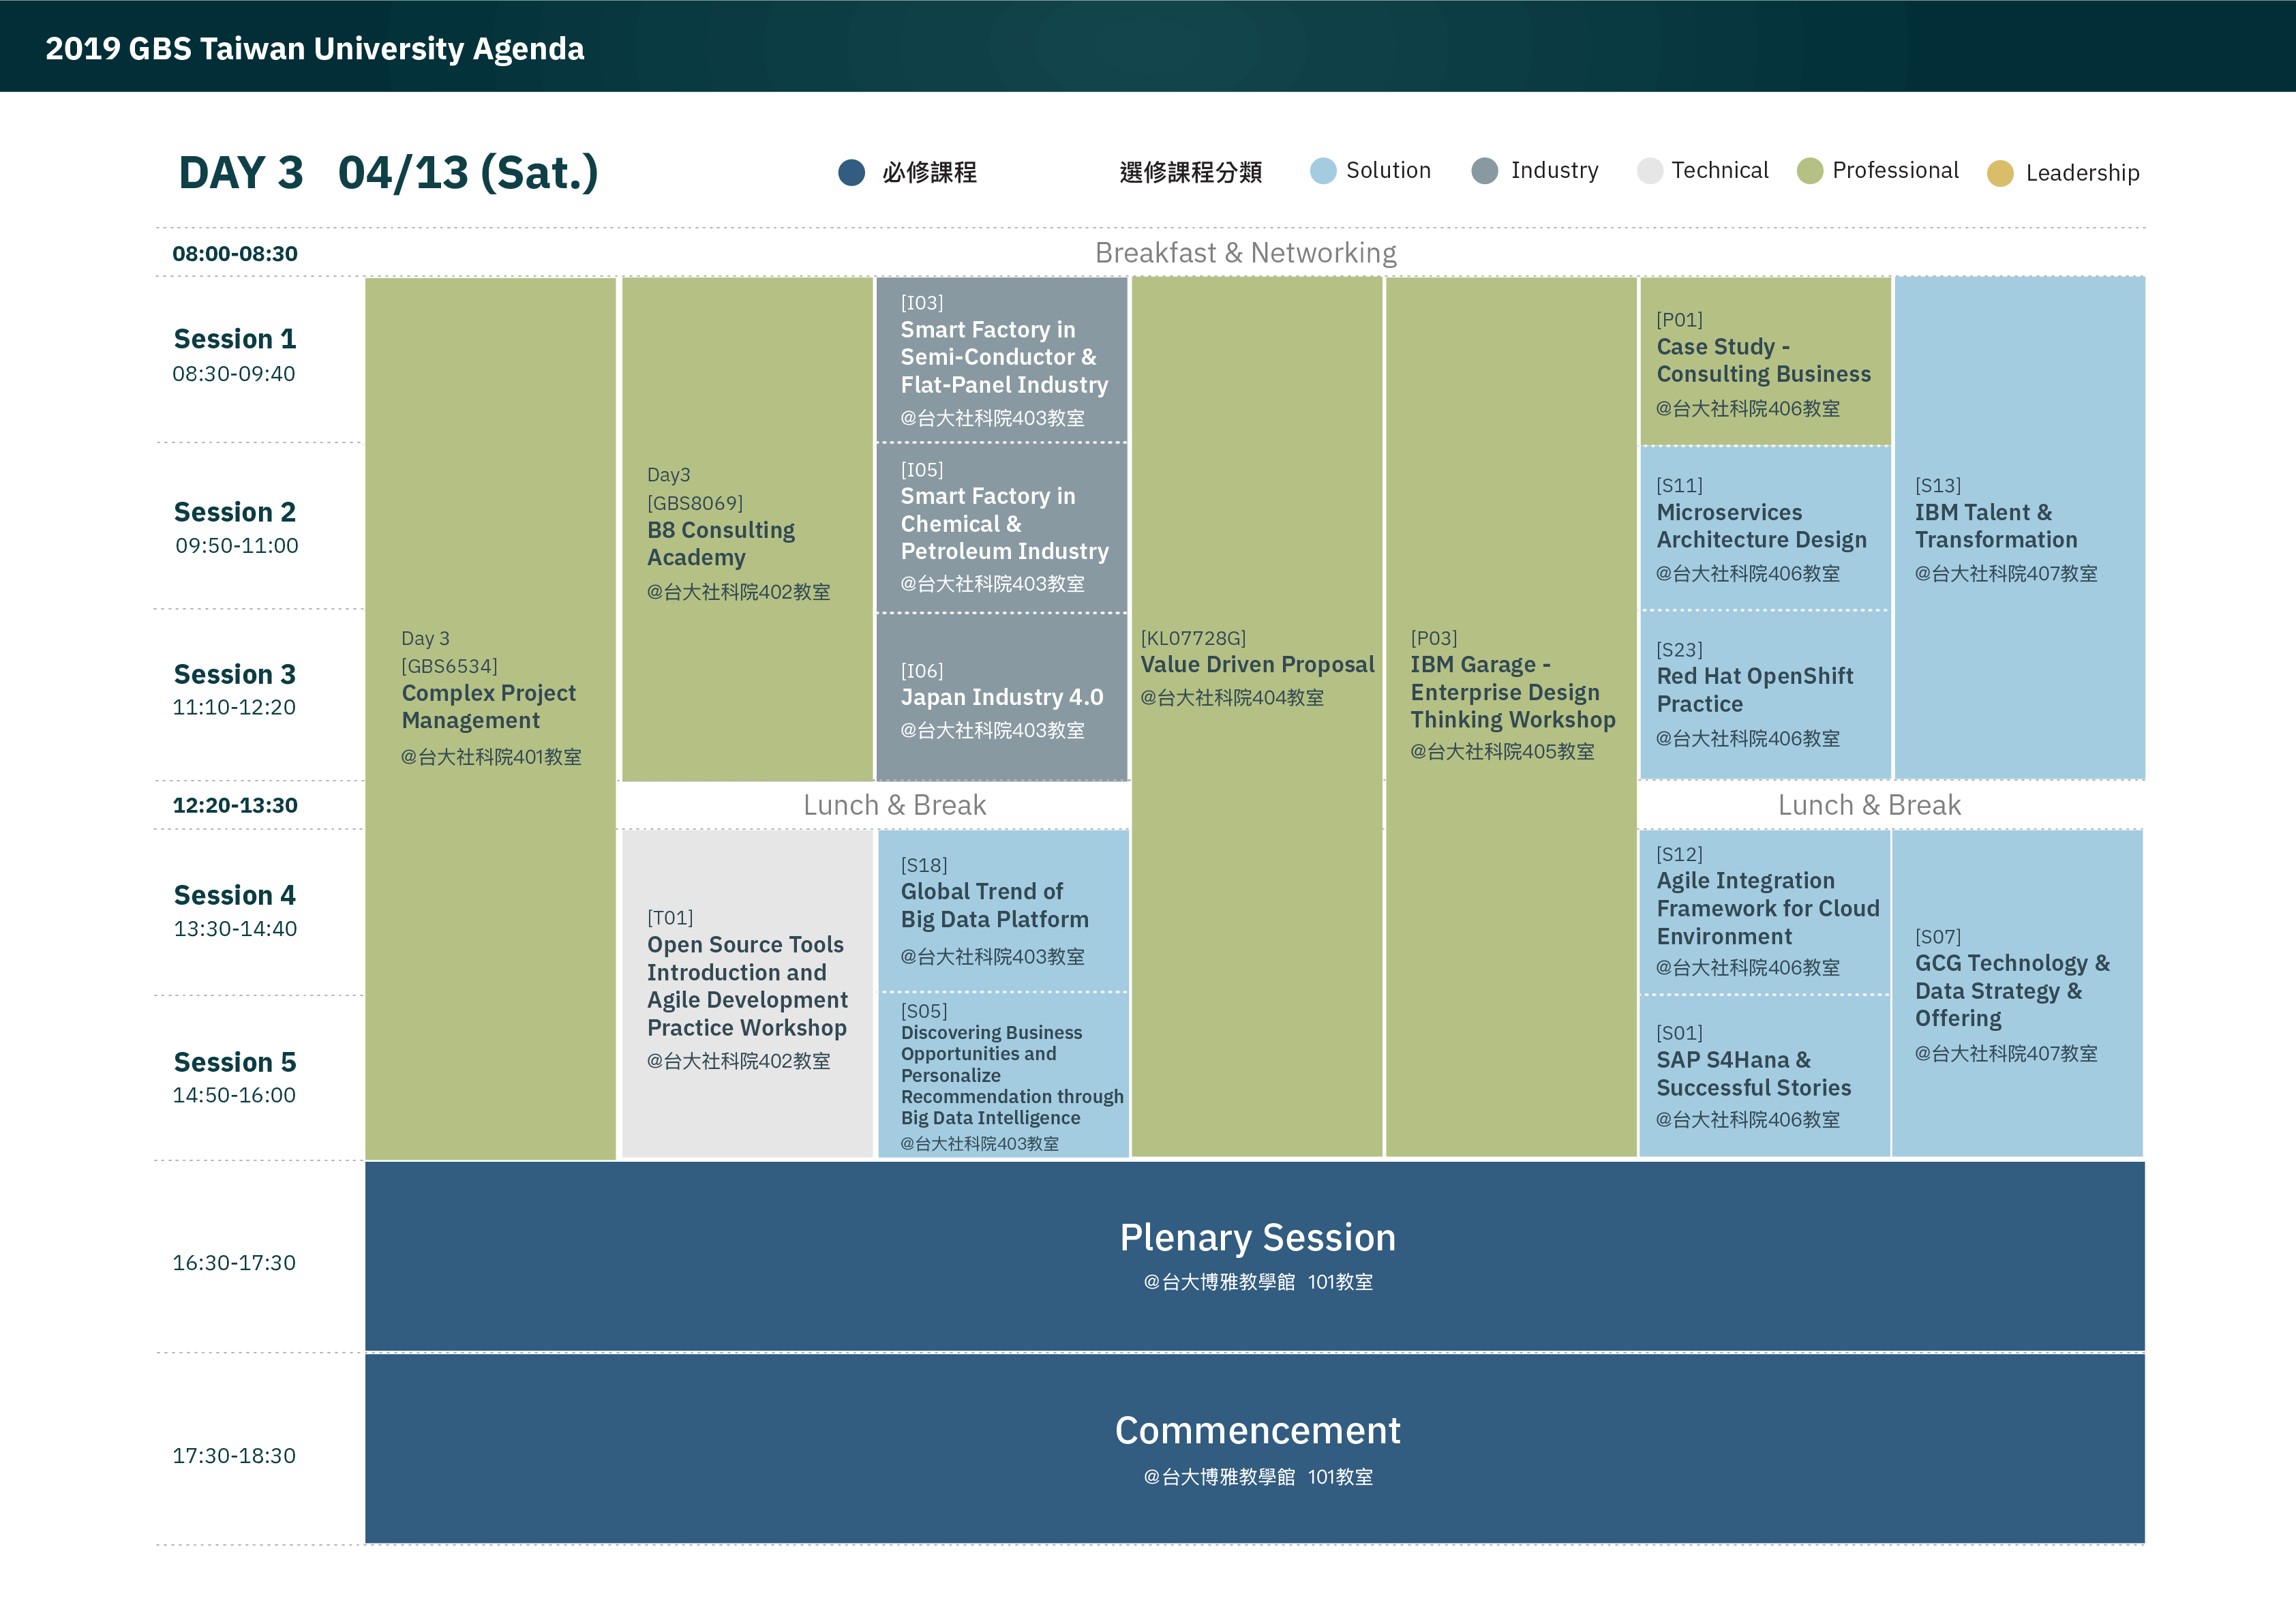 2019 GBS Taiwan University Agenda
DAY 3 04/13 (Sat.)
必修課程
選修課程分類
Solution
Industry
Technical
Professional
Leadership
08:00-08:30
Breakfast & Networking
Session 1
08:30-09:40
Session 2
09:50-11:00
Session 3
11:10-12:20
12:20-13:30
Session 4
13:30-14:40
Session 5
14:50-16:00
16:30-17:30
17:30-18:30
Day 3
[GBS6534]
Complex Project
Management
@台大社科院401教室
Day3
[GBS8069]
B8 Consulting
Academy
@台大社科院402教室
[I03]
Smart Factory in
Semi-Conductor &
Flat-Panel Industry
@台大社科院403教室
[I05]
Smart Factory in
Chemical &
Petroleum Industry
@台大社科院403教室
[I06]
Japan Industry 4.0
@台大社科院403教室
[KL07728G]
Value Driven Proposal
@台大社科院404教室
[P03]
IBM Garage -
Enterprise Design
Thinking Workshop
@台大社科院405教室
[P01]
Case Study -
Consulting Business
@台大社科院406教室
[S11]
Microservices
Architecture Design
@台大社科院406教室
[S23]
Red Hat OpenShift
Practice
@台大社科院406教室
[S13]
IBM Talent &
Transformation
@台大社科院407教室
Lunch & Break
Lunch & Break
[T01]
Open Source Tools
Introduction and
Agile Development
Practice Workshop
@台大社科院402教室
[S18]
Global Trend of
Big Data Platform
@台大社科院403教室
[S05]
Discovering Business
Opportunities and
Personalize
Recommendation through
Big Data Intelligence
@台大社科院403教室
[S12]
Agile Integration
Framework for Cloud
Environment
@台大社科院406教室
[S01]
SAP S4Hana &
Successful Stories
@台大社科院406教室
[S07]
GCG Technology &
Data Strategy &
Offering
@台大社科院407教室
Plenary Session
@台大博雅教學館 101教室
Commencement
@台大博雅教學館 101教室